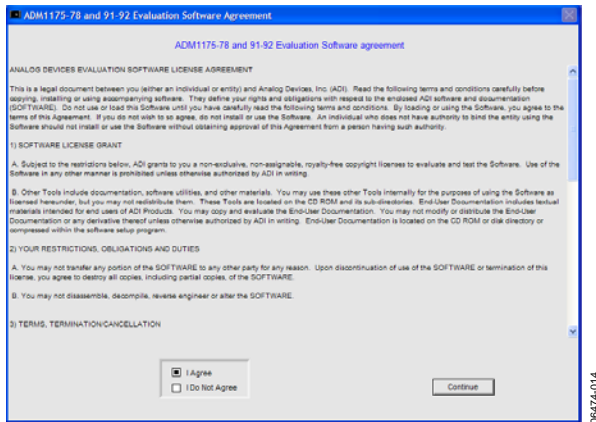 ADM1175-78 and 91-92 Evaluation Software Agreement
ADM1175-78 and 91-92 Evaluation Software agreement
ANALOG DEVICES EVALUATION SOFTWARE LICENSE AGREEMENT
This is a legal document between you (either an individual or entity) and Analog Devices, Inc. (ADI). Read the following terms and conditions carefully before
copying, installing or using accompanying software. They define your rights and obligations with respect to the enclosed ADI software and documentation
(SOFTWARE). Do not use or load this Software until you have carefully read the following terms and conditions. By loading or using the Software, you agree to the
terms of this Agreement. If you do not wish to so agree, do not install or use the Software. An individual who does not have authority to bind the entity using the
Software should not install or use the Software without obtaining approval of this Agreement from a person having such authority.
1) SOFTWARE LICENSE GRANT
A. Subject to the restrictions below, ADI grants to you a non-exclusive, non-assignable, royalty-free copyright licenses to evaluate and test the Software. Use of the
Software in any other manner is prohibited unless otherwise authorized by ADI in writing.
B. Other Tools include documentation, software utilities, and other materials. You may use these other Tools internally for the purposes of using the Software as
licensed hereunder, but you may not redistribute them. These Tools are located on the CD ROM and its sub-directories. End-User Documentation includes textual
materials intended for end users of ADI Products. You may copy and evaluate the End-User Documentation. You may not modify or distribute the End-User
Documentation or any derivative thereof unless otherwise authorized by ADI in writing. End-User Documentation is located on the CD ROM or disk directory or
compressed within the software setup program.
2) YOUR RESTRICTIONS, OBLIGATIONS AND DUTIES
A. You may not transfer any portion of the SOFTWARE to any other party for any reason. Upon discontinuation of use of the SOFTWARE or termination of this
license, you agree to destroy all copies, including partial copies, of the SOFTWARE.
B. You may not disassemble, decompile, reverse engineer or alter the SOFTWARE.
3) TERMS, TERMINATION/CANCELLATION
I Agree
I Do Not Agree
Continue
06474-014